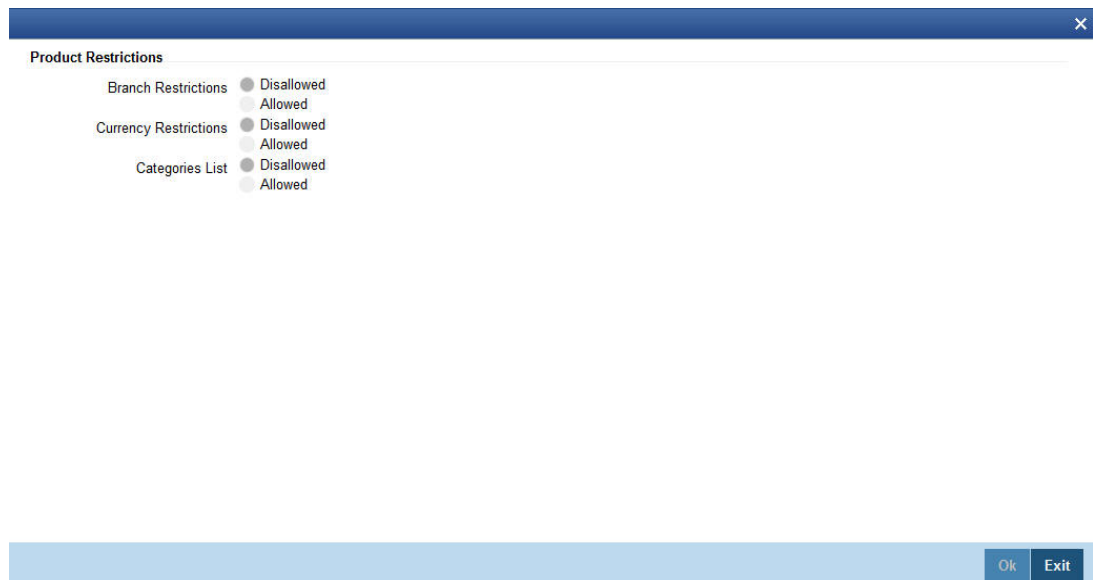 Product Restrictions
Branch Restrictions Disallowed
Allowed
Currency Restrictions Disallowed
Allowed
Categories List Disallowed
Allowed
Ok Exit